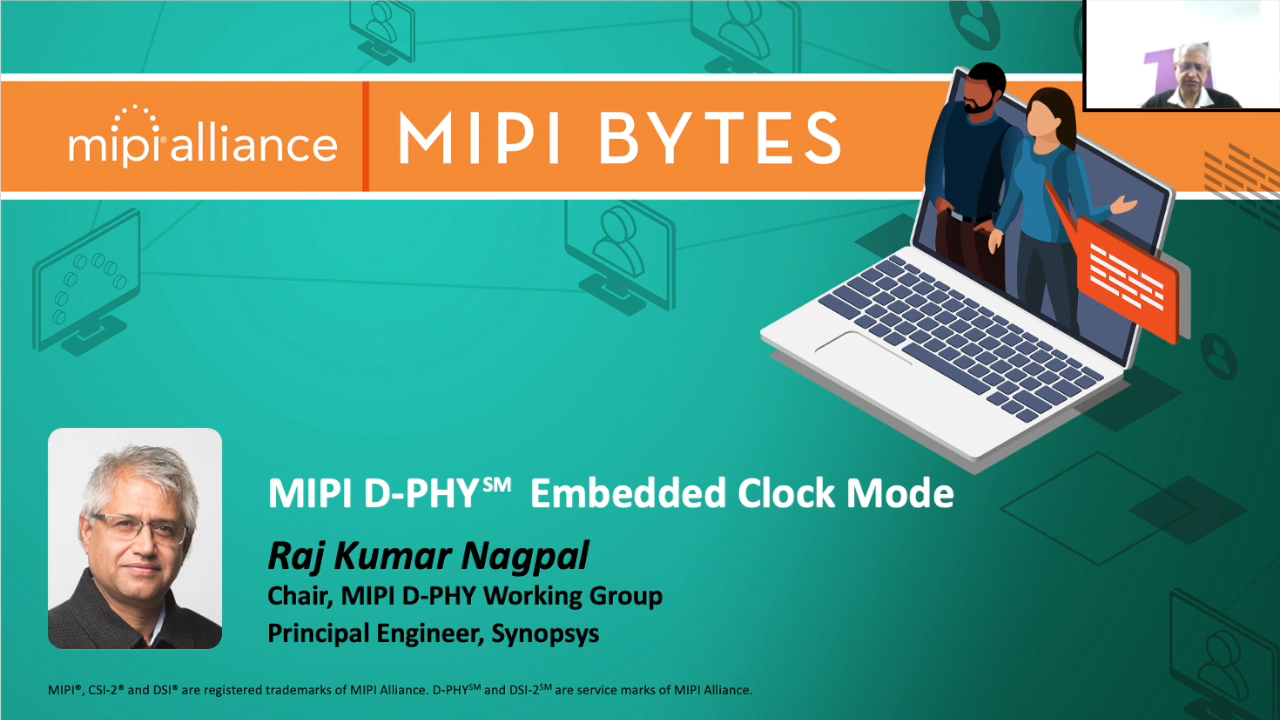 mipi® alliance
MIPI BYTES
MIPI D-PHY℠ Embedded Clock Mode
Raj Kumar Nagpal
Chair, MIPI D-PHY Working Group
Principal Engineer, Synopsys
MIPI®, CSI-2® and DSI® are registered trademarks of MIPI Alliance. D-PHY℠ and DSI-2℠ are service marks of MIPI Alliance.